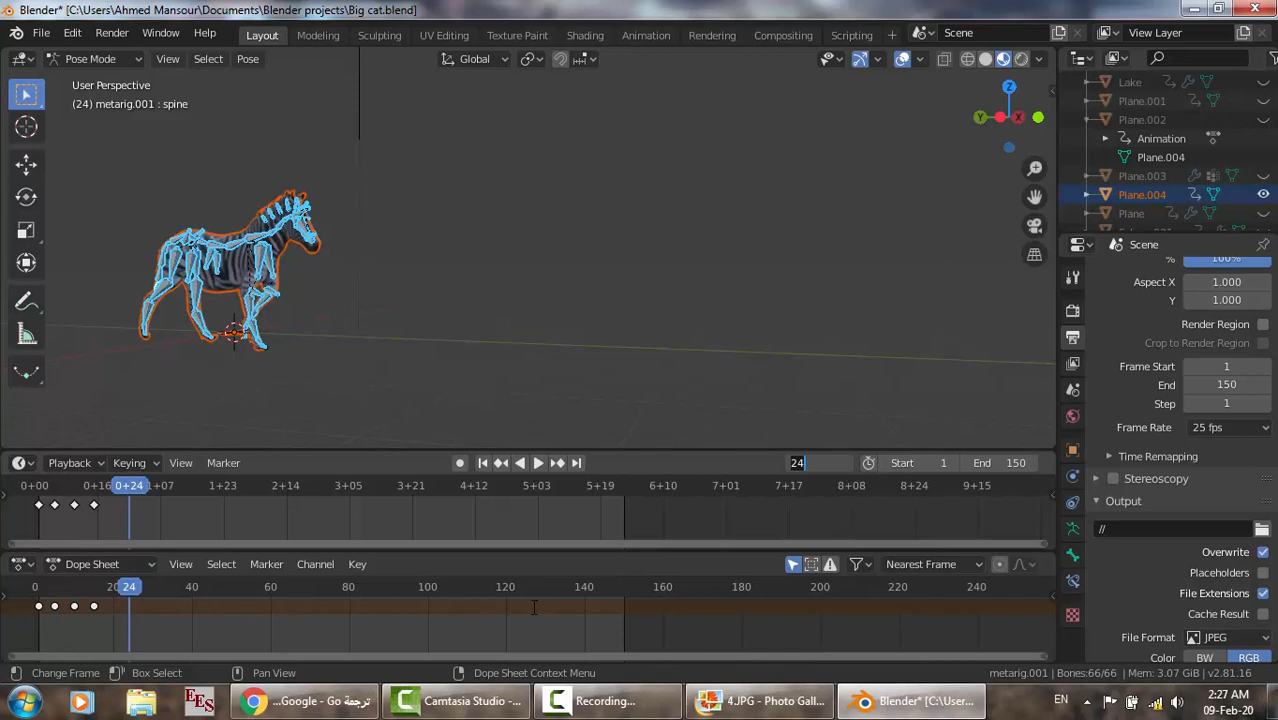 Blender* [C:\Users\Ahmed Mansour\Documents\Blender projects\Big cat.blend]
File Edit Render Window Help Layout Modeling Sculpting UV Editing Texture Paint Shading Animation Rendering Compositing Scripting + Scene View Layer
Pose Mode View Select Pose Global
User Perspective
(24) metarig.001 : spine
Z
Y X
Lake
Plane.001
Plane.002
Animation
Plane.004
Plane.003
Plane.004
Plane
Scene
% 100%
Aspect X 1.000
Y 1.000
Render Region
Crop to Render Region
Frame Start 1
End 150
Step 1
Frame Rate 25 fps
Time Remapping
Stereoscopy
Output
//
Overwrite
Placeholders
File Extensions
Cache Result
File Format JPEG
Color BW RGB
Playback Keying View Marker 24 Start 1 End 150
0+00 0+16 0+24 1+07 1+23 2+14 3+05 3+21 4+12 5+03 5+19 6+10 7+01 7+17 8+08 8+24 9+15
Dope Sheet View Select Marker Channel Key Nearest Frame
0 20 24 40 60 80 100 120 140 160 180 200 220 240
Change Frame Box Select Pan View Dope Sheet Context Menu metarig.001 | Bones:66/66 | Mem: 3.07 GiB | v2.81.16
EES ترجمة Google - Go... Camtasia Studio - ... Recording... 4.JPG - Photo Gall... Blender* [C:\Us... EN 2:27 AM
09-Feb-20